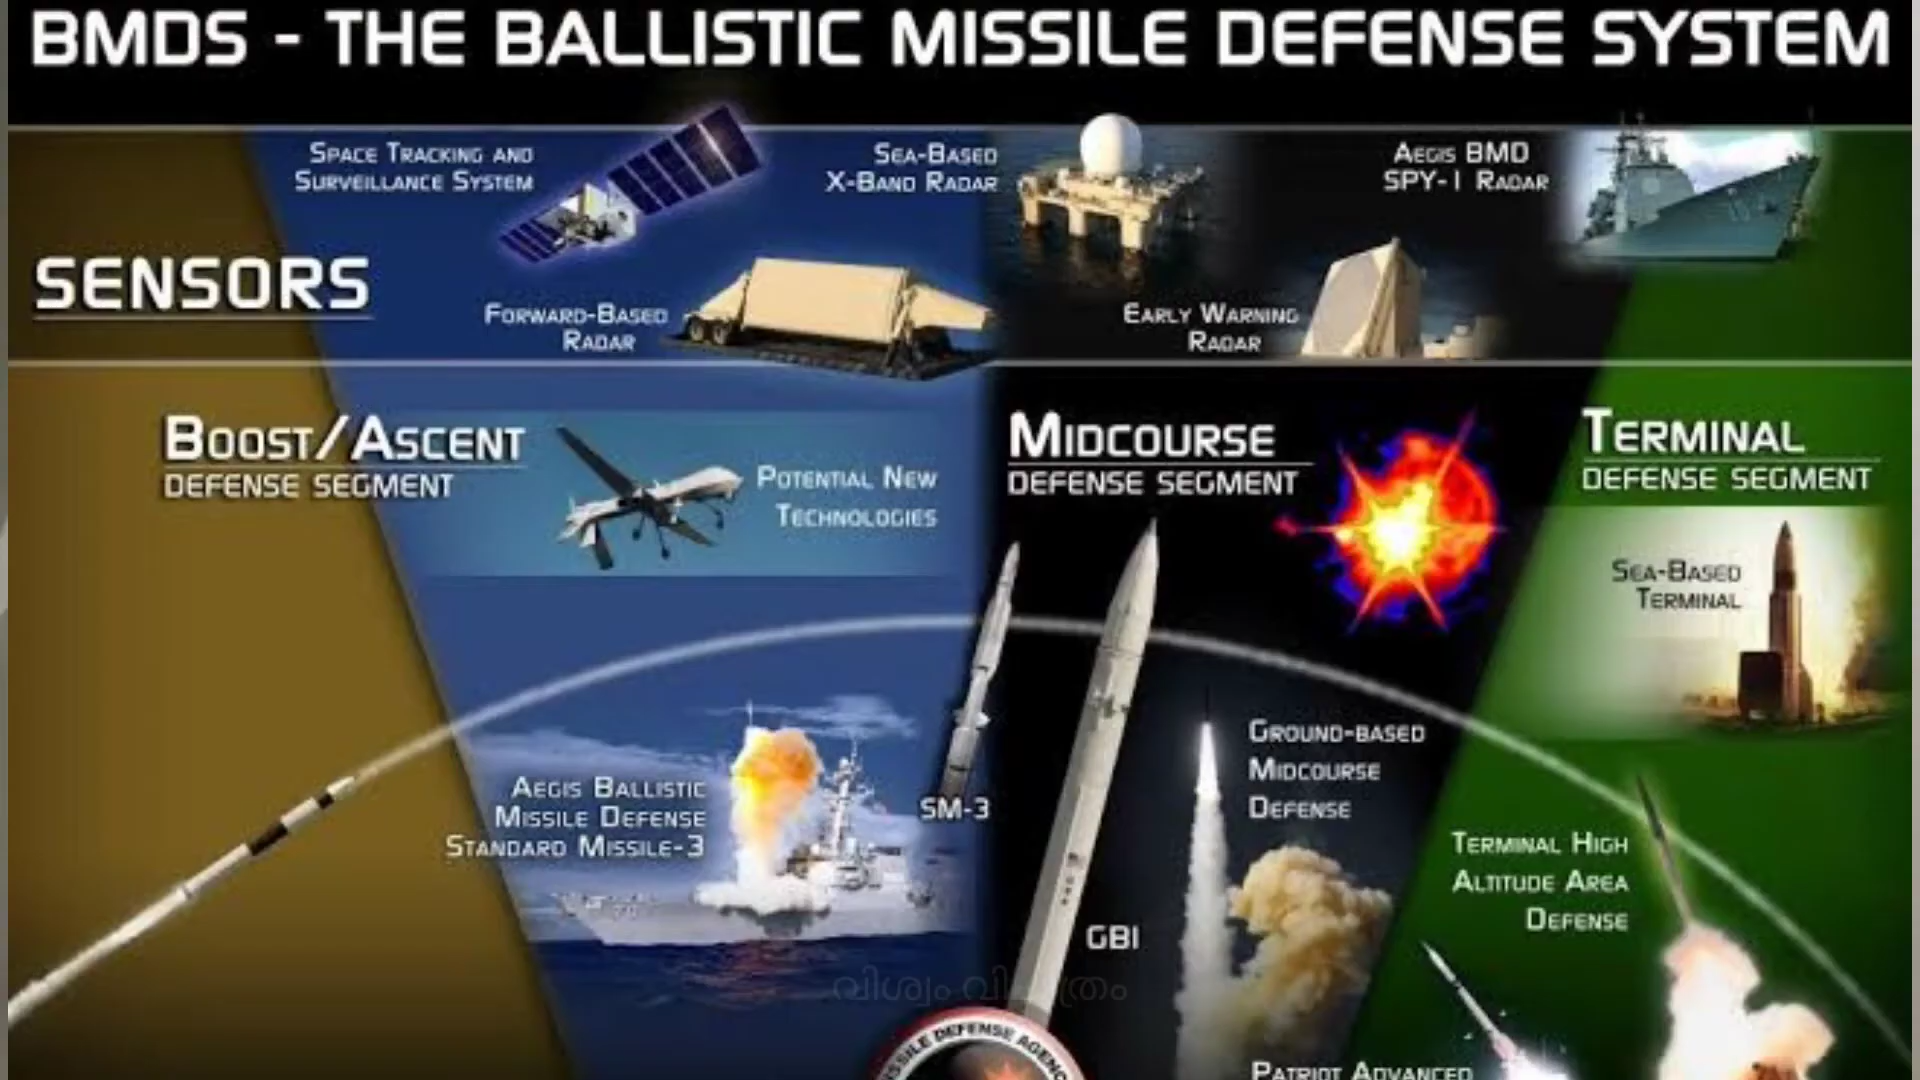 BMDS - THE BALLISTIC MISSILE DEFENSE SYSTEM
SPACE TRACKING AND
SURVEILLANCE SYSTEM
SEA-BASED
X-BAND RADAR
AEGIS BMD
SPY-1 RADAR
SENSORS
FORWARD-BASED
RADAR
EARLY WARNING
RADAR
BOOST/ASCENT
DEFENSE SEGMENT
POTENTIAL NEW
TECHNOLOGIES
MIDCOURSE
DEFENSE SEGMENT
TERMINAL
DEFENSE SEGMENT
SEA-BASED
TERMINAL
AEGIS BALLISTIC
MISSILE DEFENSE
STANDARD MISSILE-3
SM-3
GROUND-BASED
MIDCOURSE
DEFENSE
GBI
TERMINAL HIGH
ALTITUDE AREA
DEFENSE
PATRIOT ADVANCED
MISSILE DEFENSE AGENCY